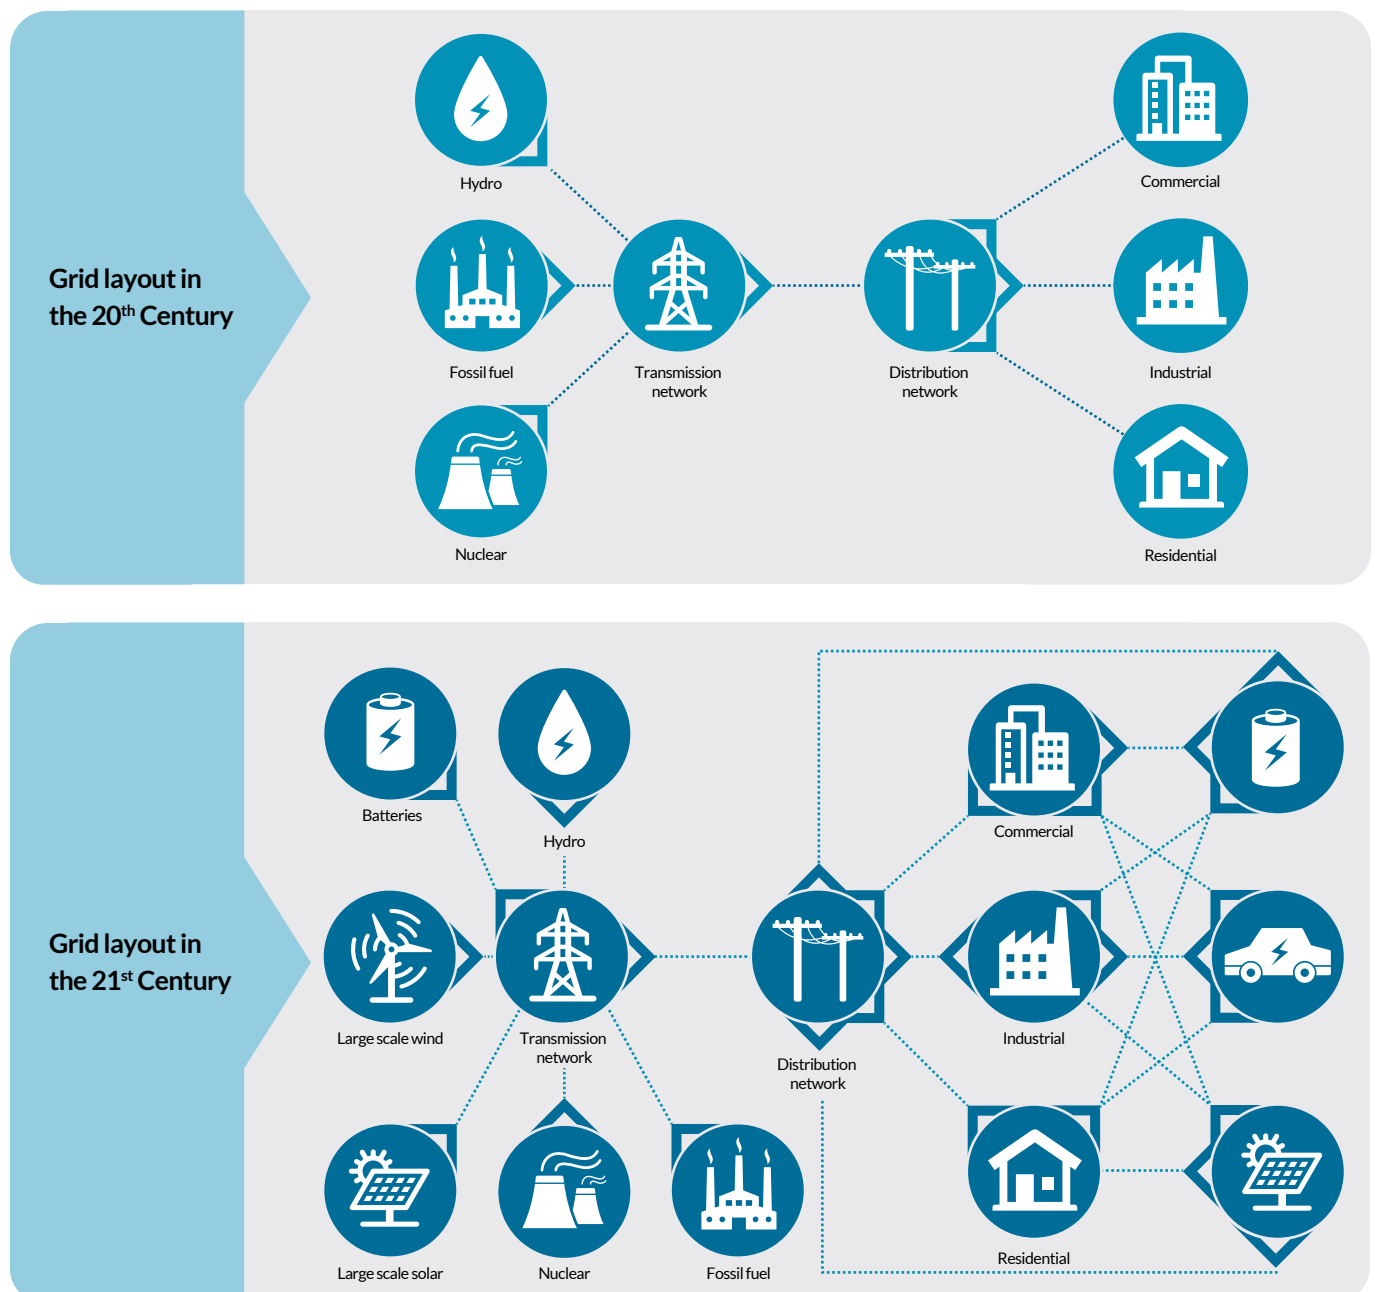 Grid layout in
the 20th Century
Hydro
Commercial
Fossil fuel
Transmission
network
Distribution
network
Industrial
Nuclear
Residential
Grid layout in
the 21st Century
Batteries
Hydro
Commercial
Large scale wind
Transmission
network
Distribution
network
Industrial
Large scale solar
Nuclear
Fossil fuel
Residential